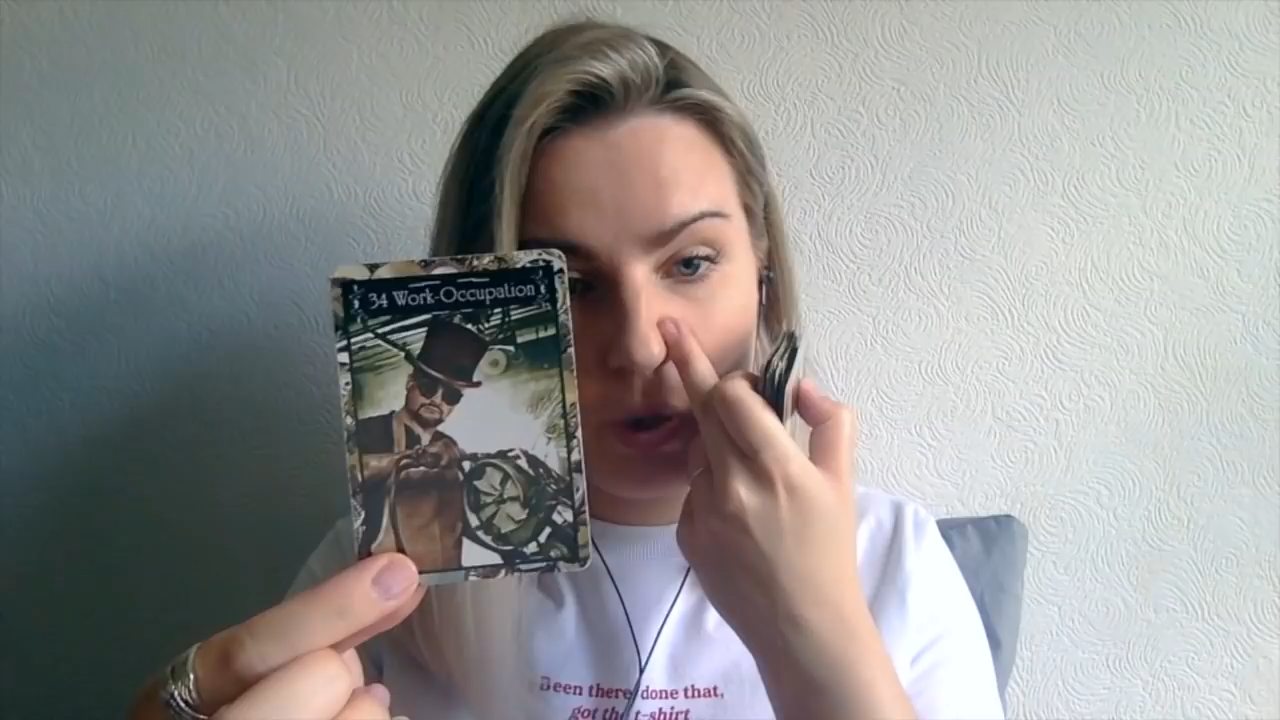 34 Work-Occupation
Been there done that,
got the t-shirt